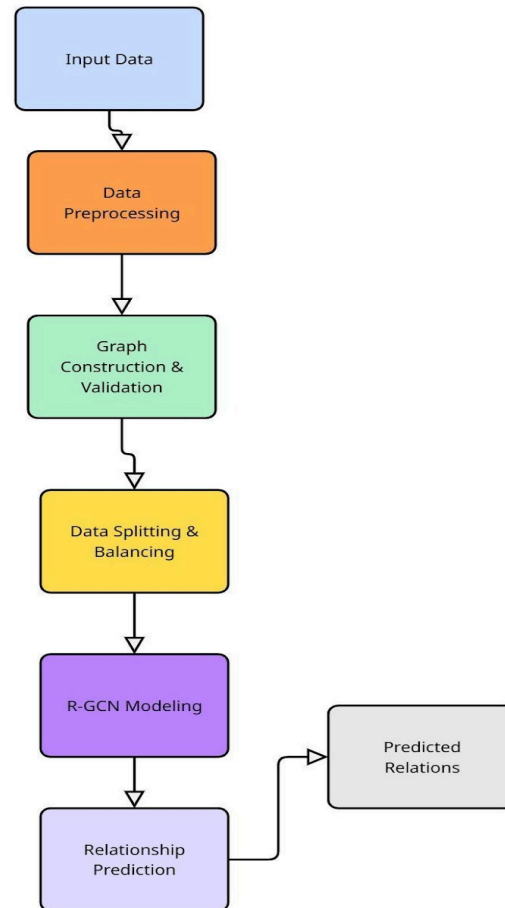 Input Data
Data
Preprocessing
Graph
Construction &
Validation
Data Splitting &
Balancing
R-GCN Modeling
Predicted
Relations
Relationship
Prediction